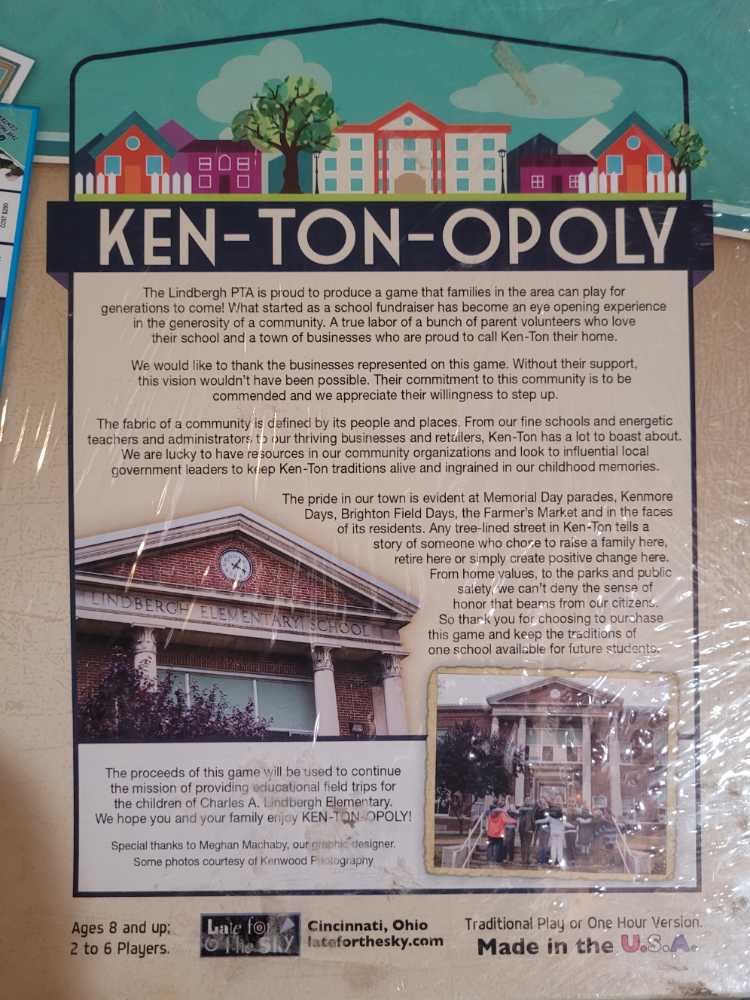 KEN-TON-OPOLY
The Lindbergh PTA is proud to produce a game that families in the area can play for
generations to come! What started as a school fundraiser has become an eye opening experience
in the generosity of a community. A true labor of a bunch of parent volunteers who love
their school and a town of businesses who are proud to call Ken-Ton their home.
We would like to thank the businesses represented on this game. Without their support,
this vision wouldn't have been possible. Their commitment to this community is to be
commended and we appreciate their willingness to step up.
The fabric of a community is defined by its people and places. From our fine schools and energetic
teachers and administrators to our thriving businesses and retailers, Ken-Ton has a lot to boast about.
We are lucky to have resources in our community organizations and look to influential local
government leaders to keep Ken-Ton traditions alive and ingrained in our childhood memories.
The pride in our town is evident at Memorial Day parades, Kenmore
Days, Brighton Field Days, the Farmer's Market and in the faces
of its residents. Any tree-lined street in Ken-Ton tells a
story of someone who chose to raise a family here,
retire here or simply create positive change here.
From home values, to the parks and public
safety, we can't deny the sense of
honor that beams from our citizens.
So thank you for choosing to purchase
this game and keep the traditions of
one school available for future students.
LINDBERGH ELEMENTARY SCHOOL
The proceeds of this game will be used to continue
the mission of providing educational field trips for
the children of Charles A. Lindbergh Elementary.
We hope you and your family enjoy KEN-TON-OPOLY!
Special thanks to Meghan Machaby, our graphic designer.
Some photos courtesy of Kenwood Photography
Ages 8 and up;
2 to 6 Players.
Late for
The SKY
Cincinnati, Ohio
lateforthesky.com
Traditional Play or One Hour Version.
Made in the U.S.A.